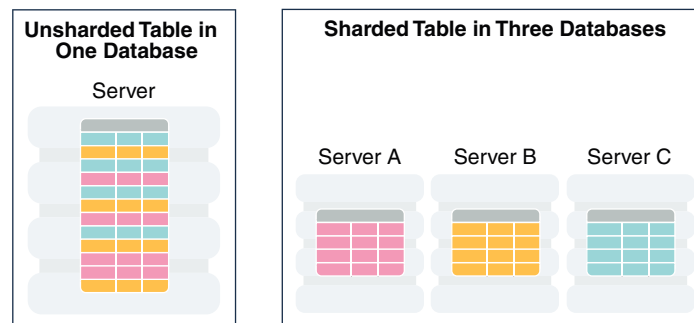 Unsharded Table in
One Database
Server
Sharded Table in Three Databases
Server A
Server B
Server C